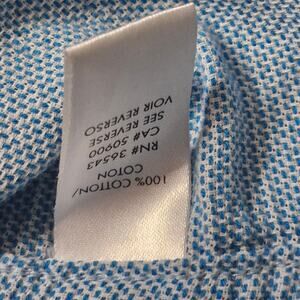 100% COTTON/
COTON
RN# 36543
CA# 50900
SEE REVERSE
VOIR REVERSO